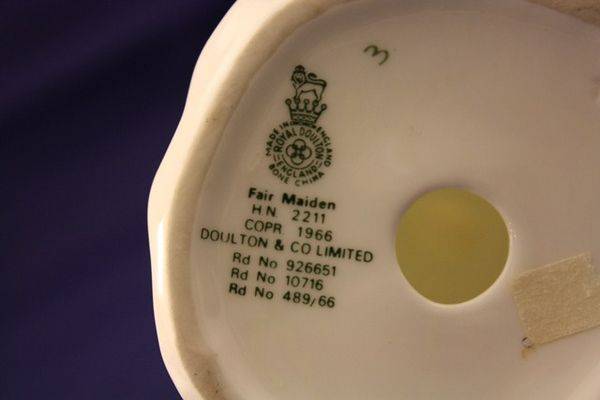 3
MADE IN ENGLAND
ROYAL DOULTON
ENGLAND
BONE CHINA
Fair Maiden
H.N. 2211
COPR. 1966
DOULTON & CO LIMITED
Rd No 926651
Rd No 10716
Rd No 489/66